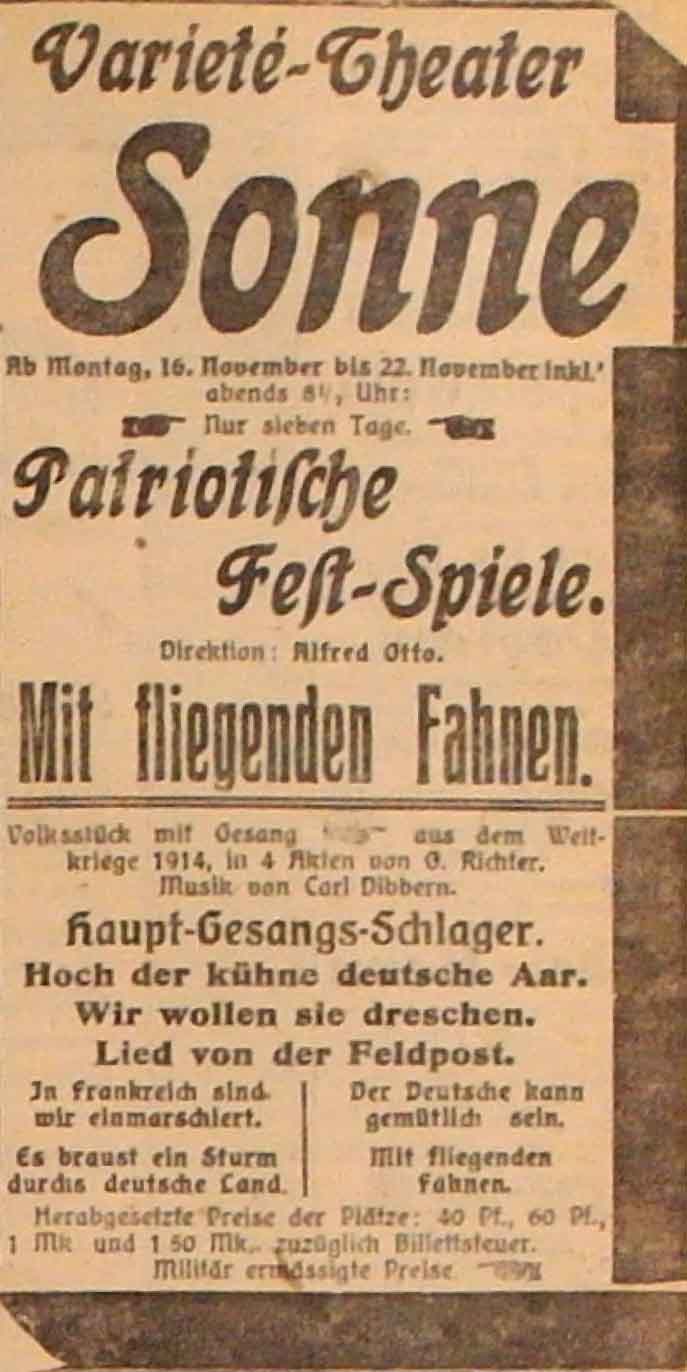 Varieté-Theater
Sonne
Ab Montag, 16. November bis 22. November inkl.
abends 8¼, Uhr:
Nur sieben Tage.
Patriotische
Fest-Spiele.
Direktion: Alfred Otto.
Mit fliegenden Fahnen.
Volksstück mit Gesang aus dem Welt-
kriege 1914, in 4 Akten von G. Richter.
Musik von Carl Dibbern.
Haupt-Gesangs-Schlager.
Hoch der kühne deutsche Aar.
Wir wollen sie dreschen.
Lied von der Feldpost.
In Frankreich sind
wir einmarschiert.
Es braust ein Sturm
durchs deutsche Land.
Der Deutsche kann
gemütlich sein.
Mit fliegenden
Fahnen.
Herabgesetzte Preise der Plätze: 40 Pf., 60 Pf.,
1 Mk und 1 50 Mk., zuzüglich Billettsteuer.
Militär ermässigte Preise